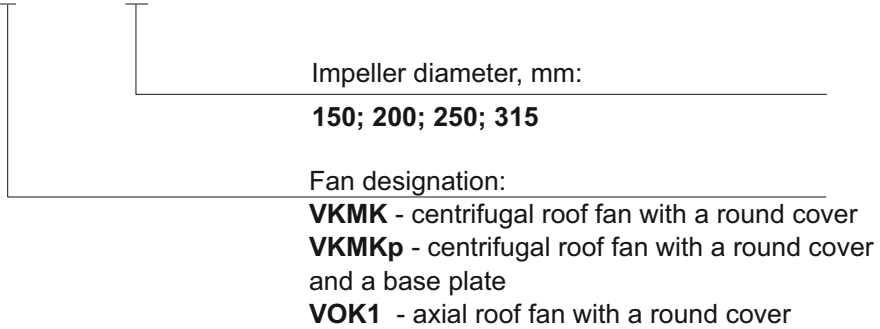 Impeller diameter, mm:
150; 200; 250; 315
Fan designation:
VKMK - centrifugal roof fan with a round cover
VKMKp - centrifugal roof fan with a round cover
and a base plate
VOK1 - axial roof fan with a round cover